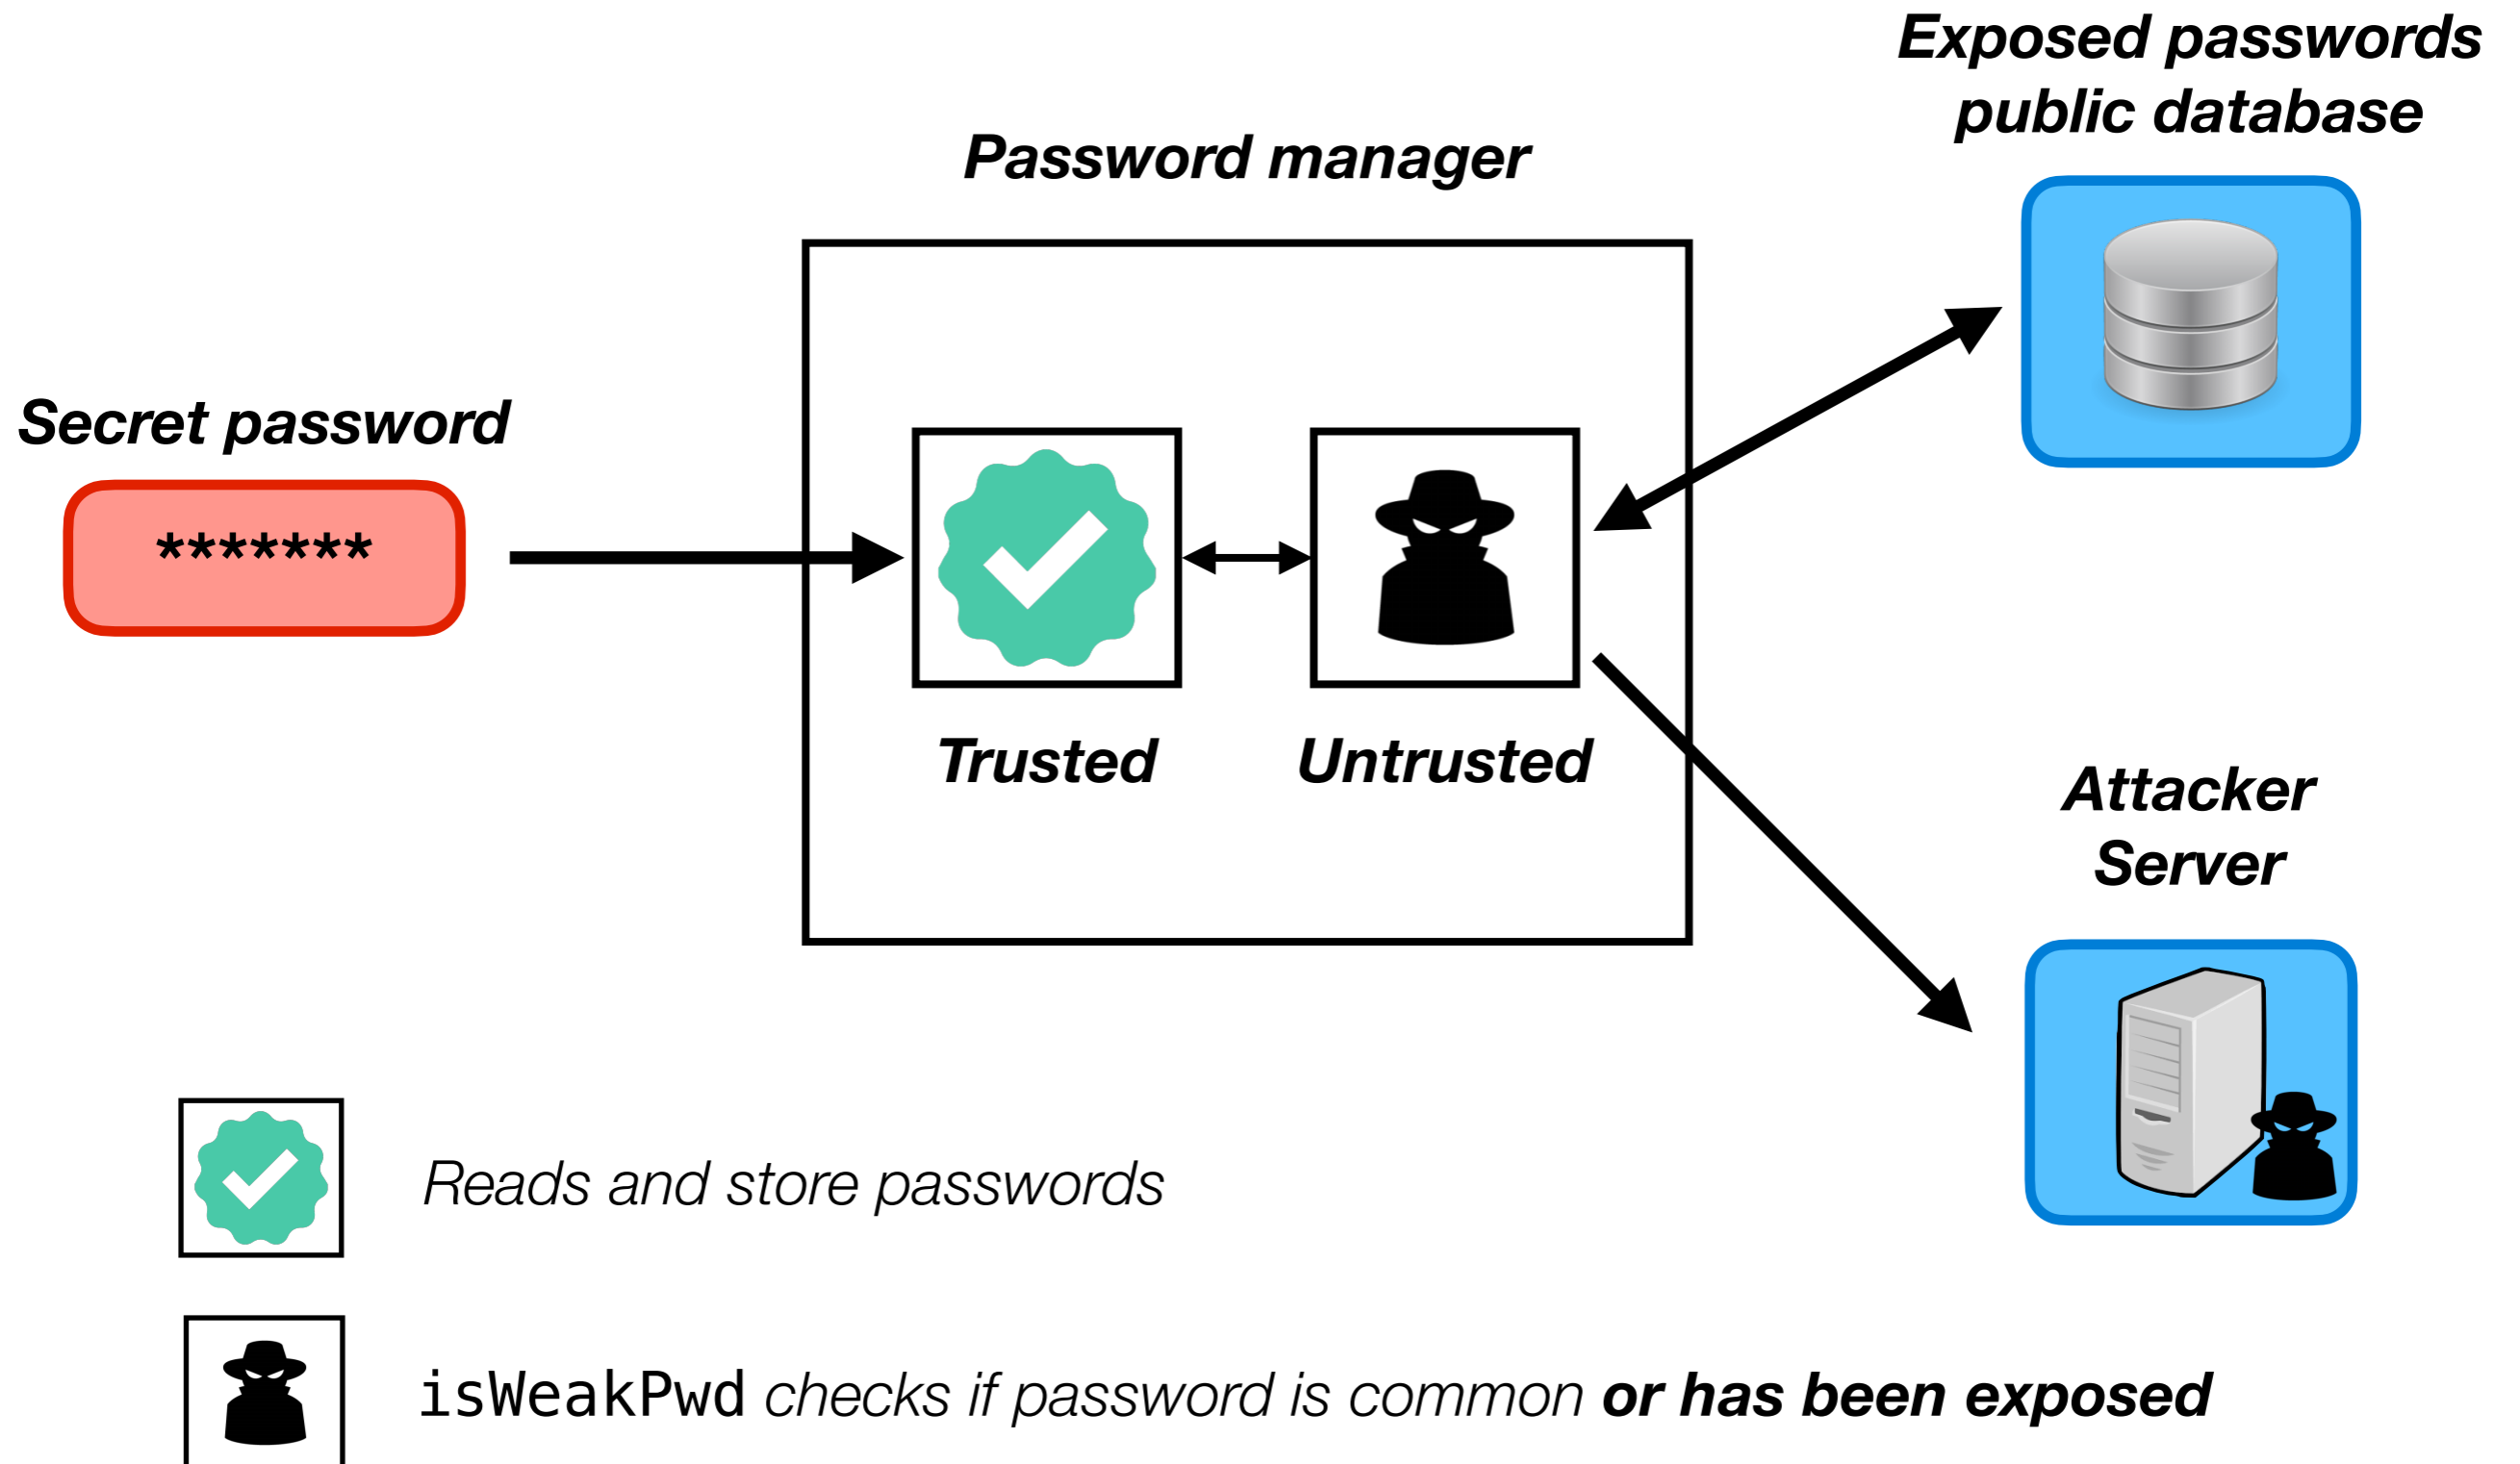 Exposed passwords
public database
Password manager
Secret password
*******
Trusted
Untrusted
Attacker
Server
Reads and store passwords
isWeakPwd checks if password is common or has been exposed